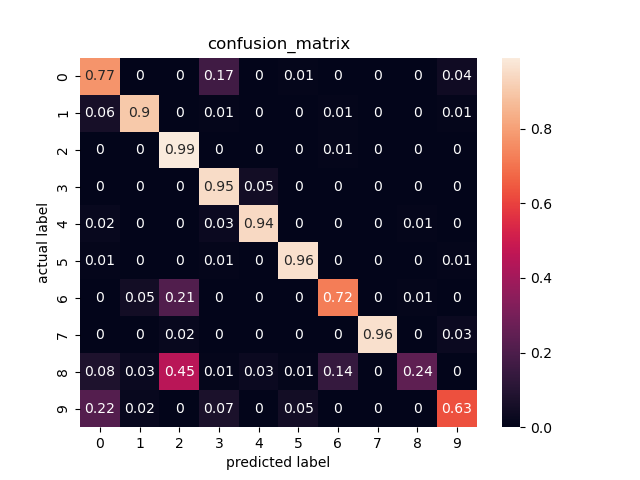 confusion_matrix
0 0.77 0 0 0.17 0 0.01 0 0 0 0.04
1 0.06 0.9 0 0.01 0 0 0.01 0 0 0.01
2 0 0 0.99 0 0 0 0.01 0 0 0
3 0 0 0 0.95 0.05 0 0 0 0 0
4 0.02 0 0 0.03 0.94 0 0 0 0.01 0
5 0.01 0 0 0.01 0 0.96 0 0 0 0.01
6 0 0.05 0.21 0 0 0 0.72 0 0.01 0
7 0 0 0.02 0 0 0 0 0.96 0 0.03
8 0.08 0.03 0.45 0.01 0.03 0.01 0.14 0 0.24 0
9 0.22 0.02 0 0.07 0 0.05 0 0 0 0.63
0 1 2 3 4 5 6 7 8 9
predicted label
actual label
0.8
0.6
0.4
0.2
0.0